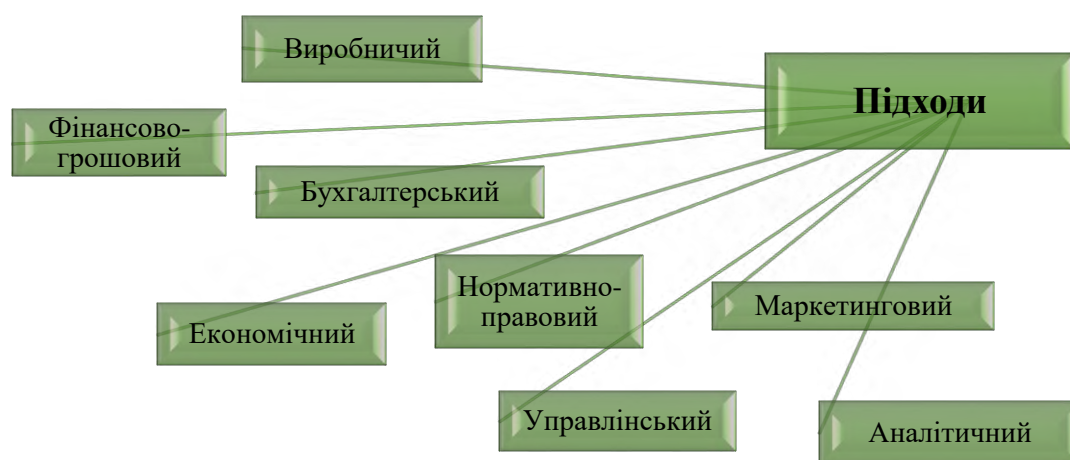 Виробничий
Підходи
Фінансово-
грошовий
Бухгалтерський
Нормативно-
правовий
Маркетинговий
Економічний
Управлінський
Аналітичний